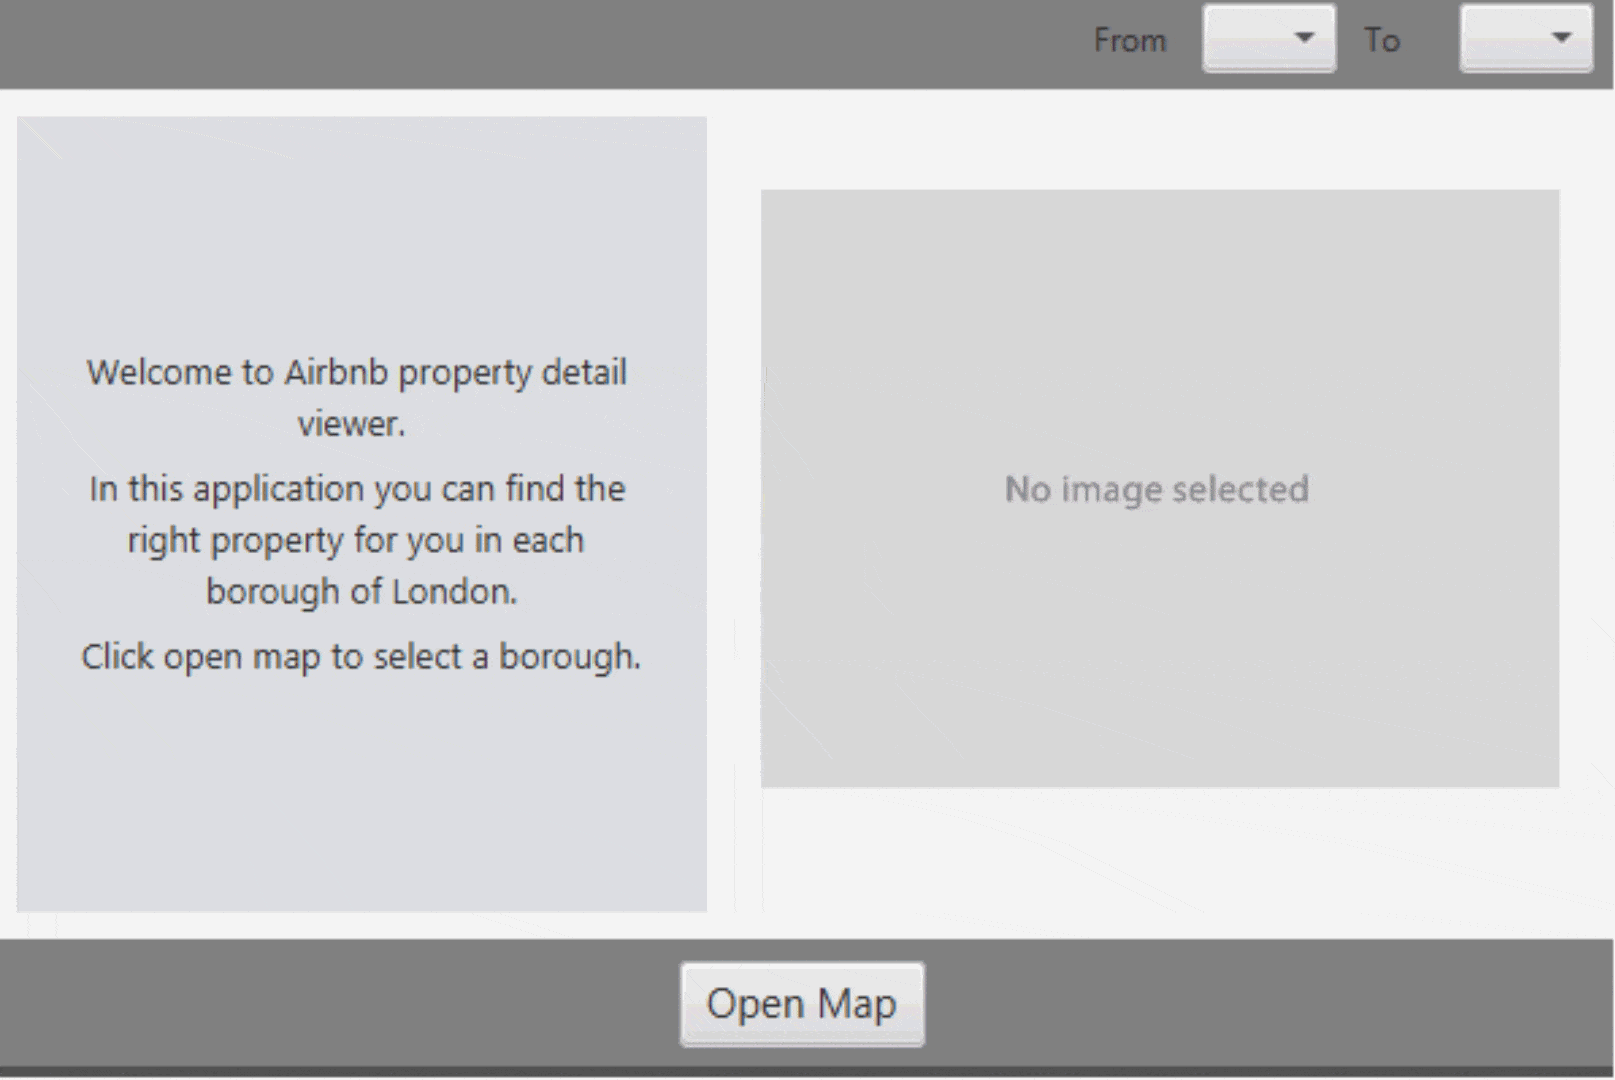 From To
Welcome to Airbnb property detail
viewer.
In this application you can find the
right property for you in each
borough of London.
Click open map to select a borough.
No image selected
Open Map